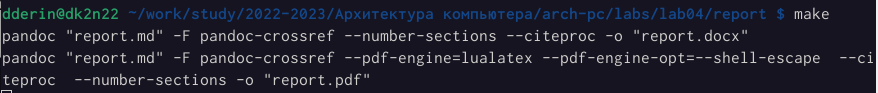 dderin@dk2n22 ~/work/study/2022-2023/Архитектура компьютера/arch-pc/labs/lab04/report $ make
pandoc "report.md" -F pandoc-crossref --number-sections --citeproc -o "report.docx"
pandoc "report.md" -F pandoc-crossref --pdf-engine=lualatex --pdf-engine-opt=--shell-escape  --ci
teproc  --number-sections -o "report.pdf"